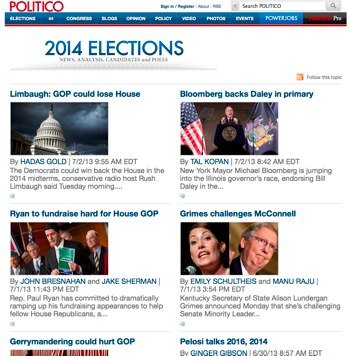 POLITICO
Sign in / Register | About | RSS
Search POLITICO
ELECTIONS 44 CONGRESS BLOGS OPINION POLICY VIDEO PHOTOS EVENTS POWERJOBS POLITICO Pro
2014 ELECTIONS
NEWS, ANALYSES, CANDIDATES and POLLS
Follow this topic
Limbaugh: GOP could lose House
By HADAS GOLD | 7/2/13 9:55 AM EDT
The Democrats could win back the House in the
2014 midterms, conservative radio host Rush
Limbaugh said Tuesday morning....
Bloomberg backs Daley in primary
By TAL KOPAN | 7/2/13 8:42 AM EDT
New York Mayor Michael Bloomberg is jumping
into the Illinois governor's race, endorsing Bill
Daley in the...
Ryan to fundraise hard for House GOP
By JOHN BRESNAHAN and JAKE SHERMAN |
7/1/13 11:43 PM EDT
Rep. Paul Ryan has committed to dramatically
ramping up his fundraising appearances to help
fellow House Republicans, a...
Grimes challenges McConnell
By EMILY SCHULTHEIS and MANU RAJU |
7/1/13 3:54 PM EDT
Kentucky Secretary of State Alison Lundergan
Grimes announced Monday that she's challenging
Senate Minority Leader...
Gerrymandering could hurt GOP
Pelosi talks 2016, 2014
By GINGER GIBSON | 6/30/13 8:57 AM EDT